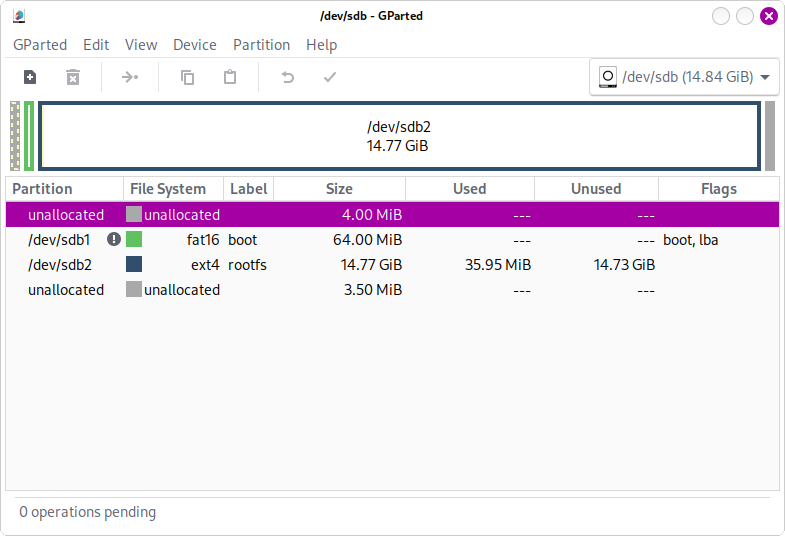 /dev/sdb - GParted
GParted Edit View Device Partition Help
/dev/sdb (14.84 GiB)
/dev/sdb2
14.77 GiB
Partition File System Label Size Used Unused Flags
unallocated unallocated 4.00 MiB --- ---
/dev/sdb1 fat16 boot 64.00 MiB --- --- boot, lba
/dev/sdb2 ext4 rootfs 14.77 GiB 35.95 MiB 14.73 GiB
unallocated unallocated 3.50 MiB --- ---
0 operations pending